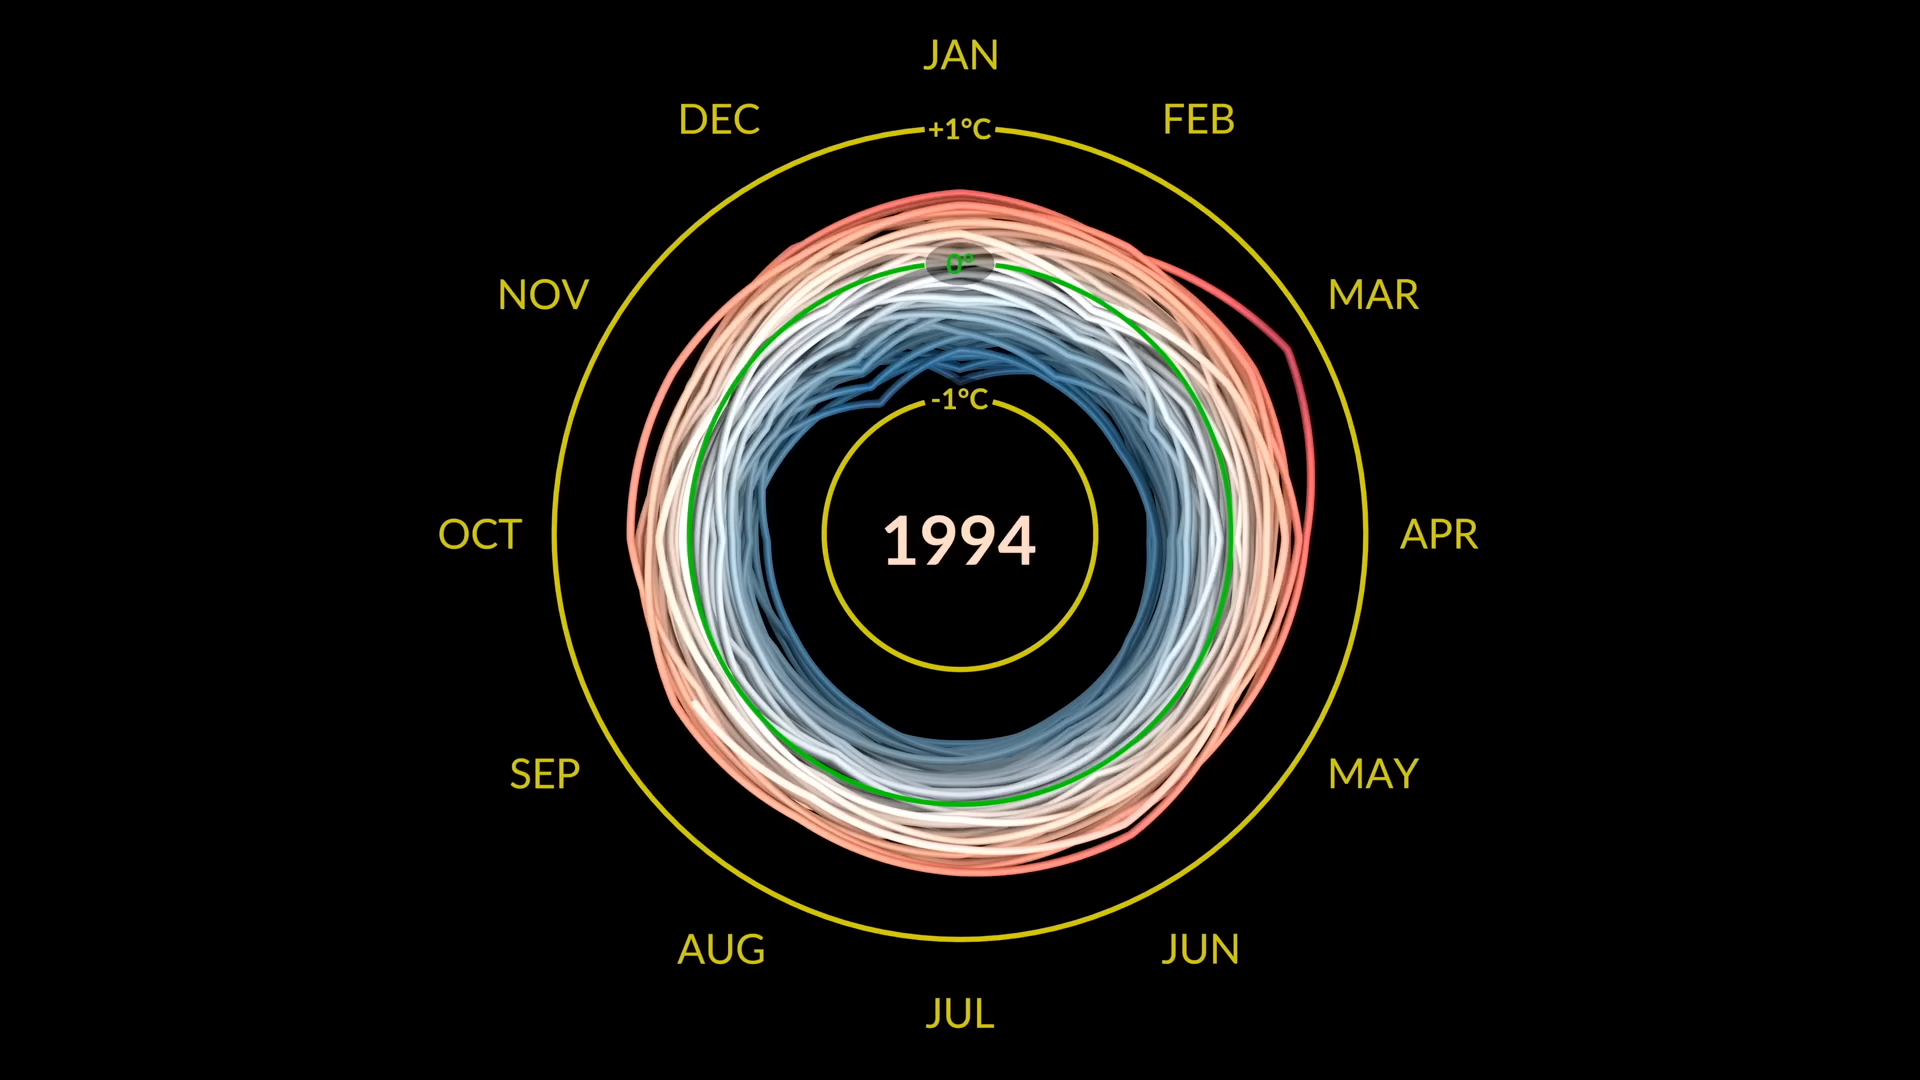 JAN
DEC
FEB
+1°C
0°
NOV
MAR
-1°C
OCT
1994
APR
SEP
MAY
AUG
JUN
JUL